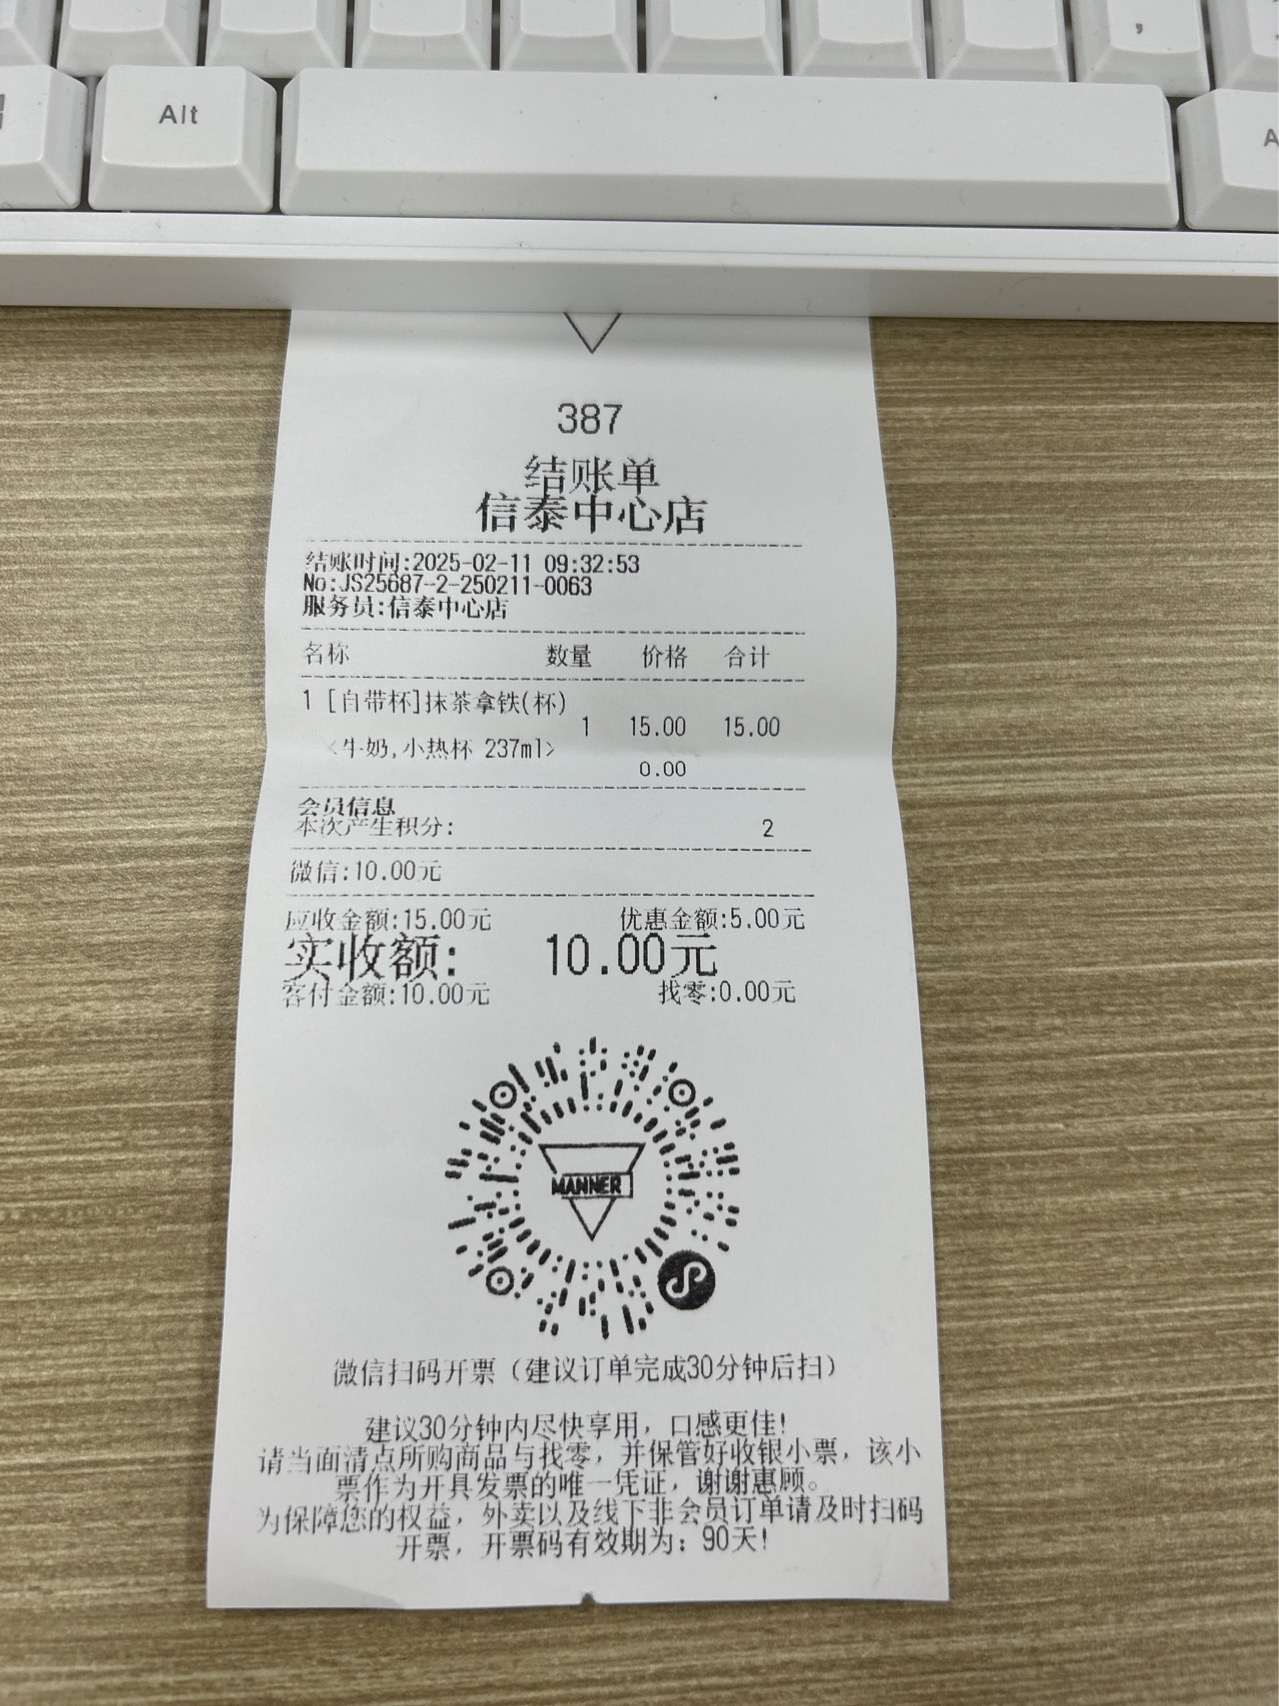 Alt
,
A
387
结账单
信泰中心店
结账时间:2025-02-11 09:32:53
No:JS25687-2-250211-0063
服务员:信泰中心店
名称 数量 价格 合计
1 [自带杯]抹茶拿铁(杯)
1 15.00 15.00
<牛奶,小热杯 237ml>
0.00
会员信息
本次产生积分: 2
微信:10.00元
应收金额:15.00元 优惠金额:5.00元
实收额: 10.00元
客付金额:10.00元 找零:0.00元
MANNER
微信扫码开票（建议订单完成30分钟后扫）
建议30分钟内尽快享用，口感更佳!
请当面清点所购商品与找零，并保管好收银小票，该小
票作为开具发票的唯一凭证，谢谢惠顾。
为保障您的权益，外卖以及线下非会员订单请及时扫码
开票，开票码有效期为：90天!